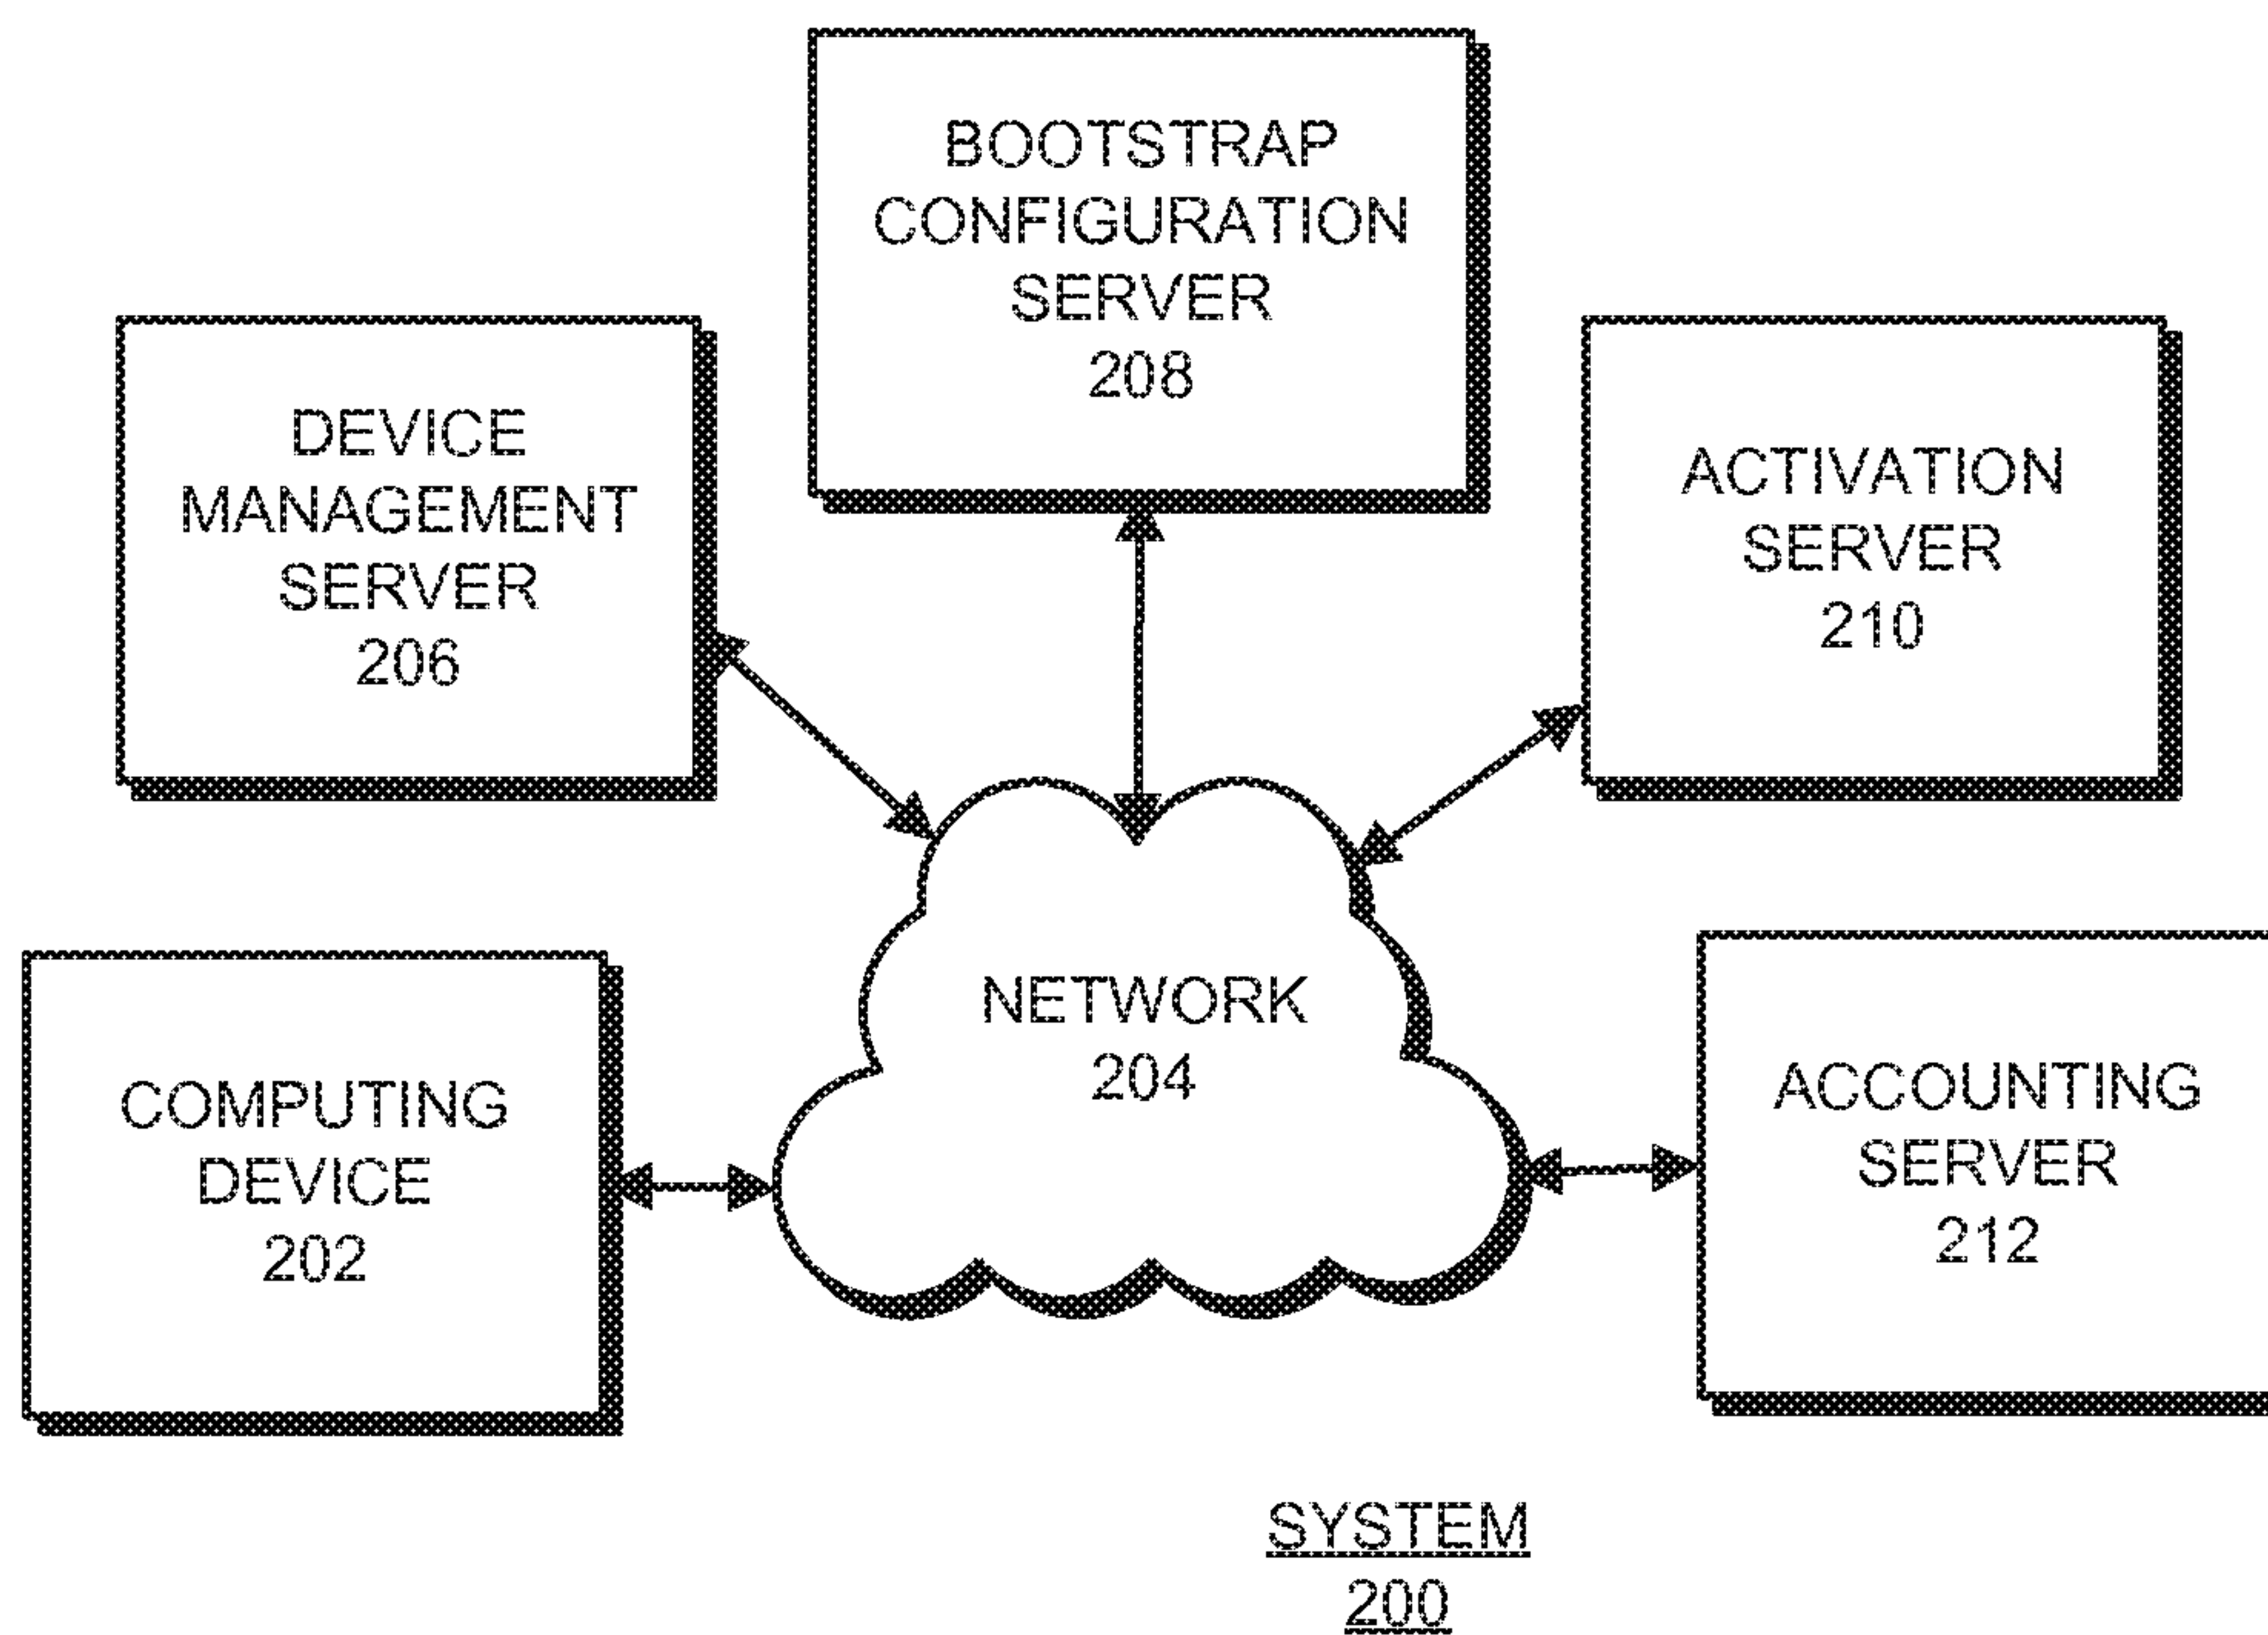 BOOTSTRAP
CONFIGURATION
SERVER
208
DEVICE
MANAGEMENT
SERVER
206
ACTIVATION
SERVER
210
NETWORK
204
COMPUTING
DEVICE
202
ACCOUNTING
SERVER
212
SYSTEM
200